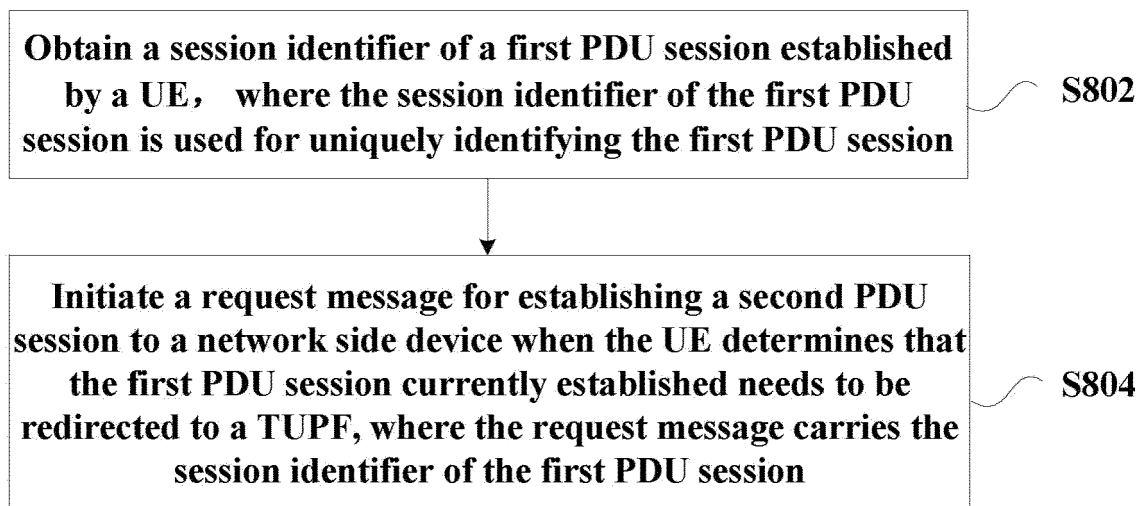 Obtain a session identifier of a first PDU session established
by a UE， where the session identifier of the first PDU
session is used for uniquely identifying the first PDU session
S802
Initiate a request message for establishing a second PDU
session to a network side device when the UE determines that
the first PDU session currently established needs to be
redirected to a TUPF, where the request message carries the
session identifier of the first PDU session
S804